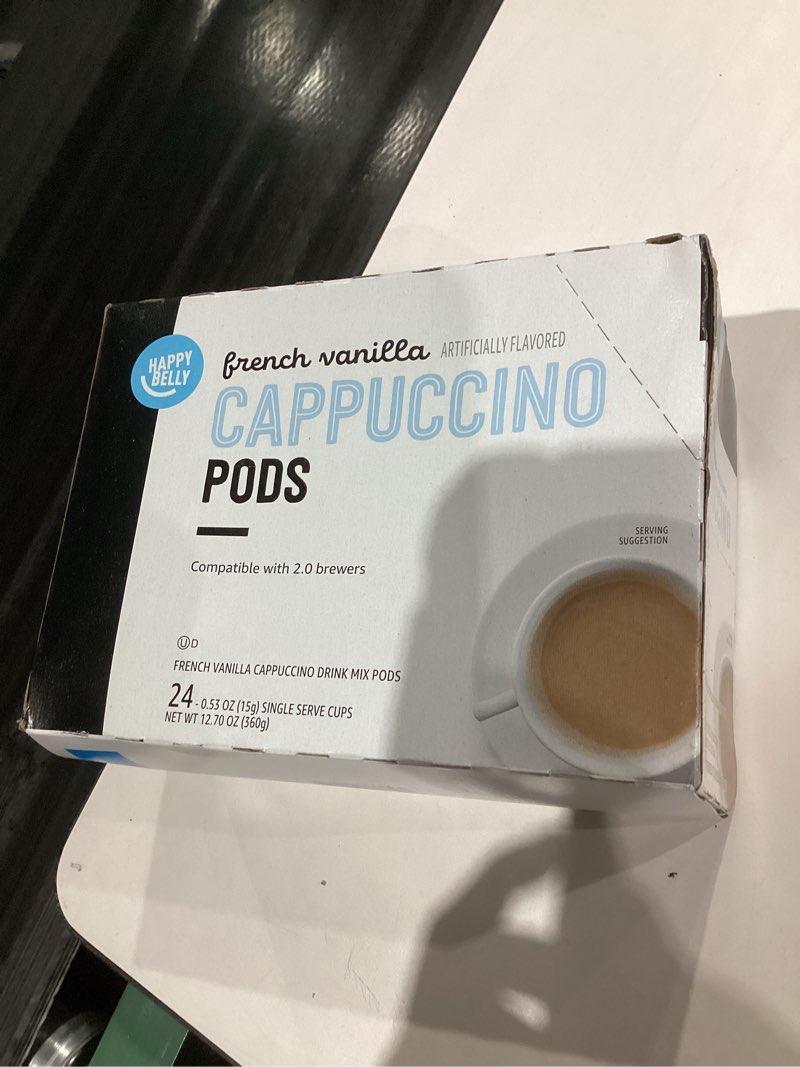 HAPPY
BELLY
french vanilla ARTIFICIALLY FLAVORED
CAPPUCCINO
PODS
Compatible with 2.0 brewers
SERVING
SUGGESTION
Ⓤ D
FRENCH VANILLA CAPPUCCINO DRINK MIX PODS
24 - 0.53 OZ (15g) SINGLE SERVE CUPS
NET WT 12.70 OZ (360g)